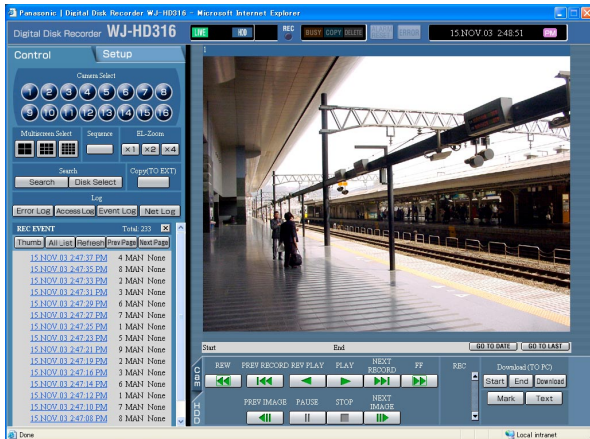 Panasonic | Digital Disk Recorder WJ-HD316 - Microsoft Internet Explorer
Digital Disk Recorder WJ-HD316
LIVE HDD REC BUSY COPY DELETE ERROR 15.NOV.03 2:48:51 PM
Control Setup
1
Camera Select
1 2 3 4 5 6 7 8
9 10 11 12 13 14 15 16
Multiscreen Select Sequence EL-Zoom
×1 ×2 ×4
Search Copy(TO EXT)
Search Disk Select
Log
Error Log Access Log Event Log Net Log
REC EVENT Total: 233
Thumb All List Refresh Prev Page Next Page
15.NOV.03 2:47:37 PM 4 MAN None
15.NOV.03 2:47:35 PM 8 MAN None
15.NOV.03 2:47:33 PM 2 MAN None
15.NOV.03 2:47:31 PM 3 MAN None
15.NOV.03 2:47:29 PM 6 MAN None
15.NOV.03 2:47:27 PM 7 MAN None
15.NOV.03 2:47:25 PM 1 MAN None
15.NOV.03 2:47:23 PM 5 MAN None
15.NOV.03 2:47:21 PM 9 MAN None
15.NOV.03 2:47:19 PM 2 MAN None
15.NOV.03 2:47:16 PM 3 MAN None
15.NOV.03 2:47:14 PM 6 MAN None
15.NOV.03 2:47:12 PM 1 MAN None
15.NOV.03 2:47:10 PM 7 MAN None
15.NOV.03 2:47:08 PM 8 MAN None
Start End GO TO DATE GO TO LAST
Cam
HDD
REW PREV RECORD REV PLAY PLAY NEXT RECORD FF REC Download (TO PC)
Start End Download
PREV IMAGE PAUSE STOP NEXT IMAGE
Mark Text
Done Local intranet